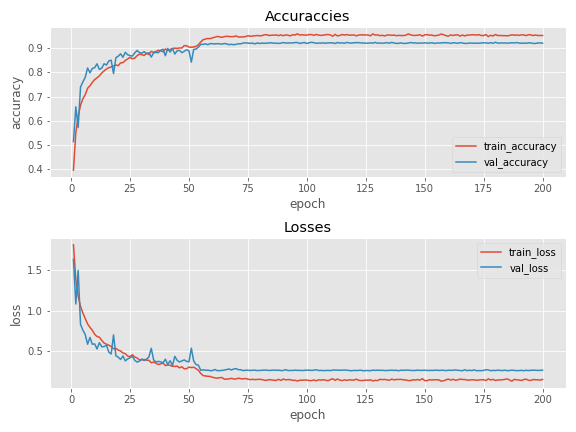 Accuraccies
accuracy
0.9
0.8
0.7
0.6
0.5
0.4
train_accuracy
val_accuracy
0 25 50 75 100 125 150 175 200
epoch
Losses
loss
1.5
1.0
0.5
train_loss
val_loss
0 25 50 75 100 125 150 175 200
epoch